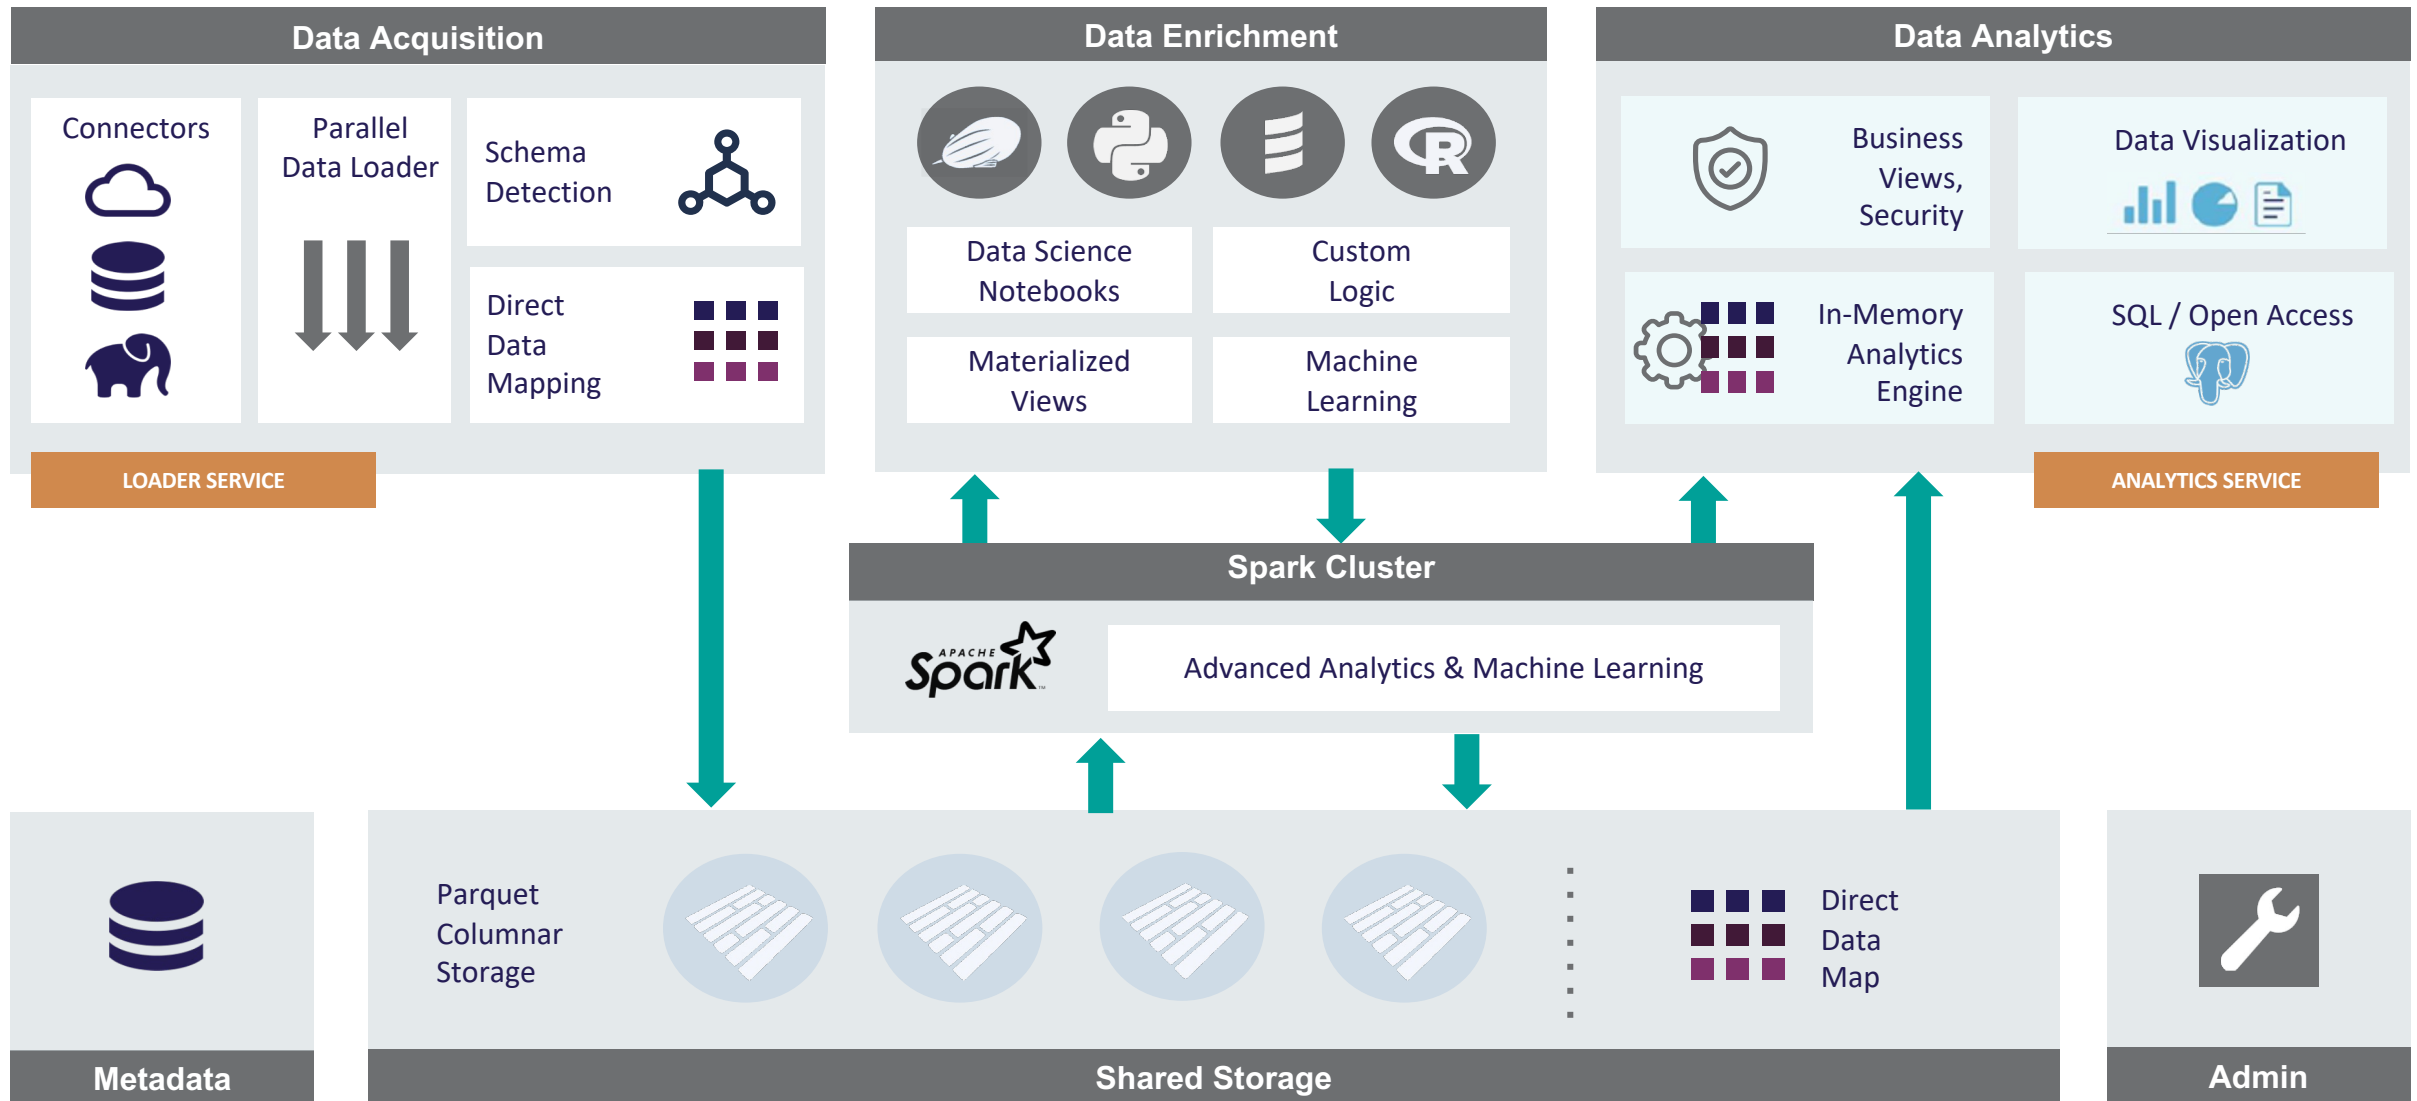 Data Acquisition
Connectors
Parallel
Data Loader
Schema
Detection
Direct
Data
Mapping
LOADER SERVICE
Data Enrichment
R
Data Science
Notebooks
Custom
Logic
Materialized
Views
Machine
Learning
Data Analytics
Business
Views,
Security
Data Visualization
In-Memory
Analytics
Engine
SQL / Open Access
ANALYTICS SERVICE
Spark Cluster
APACHE
Spark™
Advanced Analytics & Machine Learning
Metadata
Parquet
Columnar
Storage
Direct
Data
Map
Shared Storage
Admin